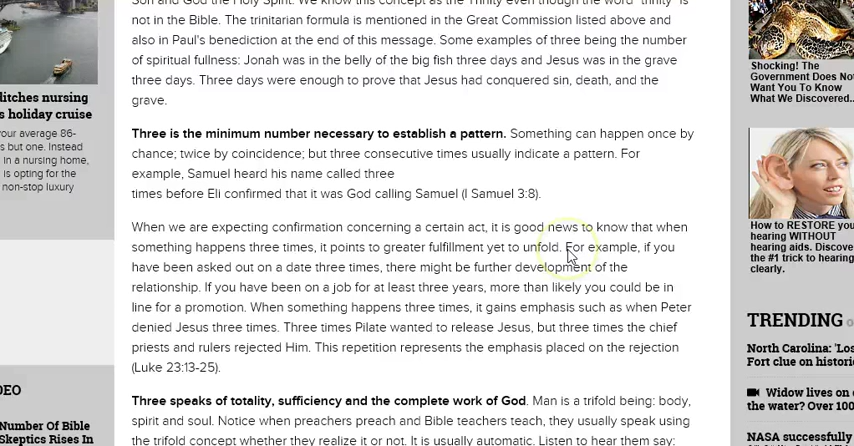 Son and God the Holy Spirit. We know this concept as the Trinity even though the word "trinity" is
not in the Bible. The trinitarian formula is mentioned in the Great Commission listed above and
also in Paul's benediction at the end of this message. Some examples of three being the number
of spiritual fullness: Jonah was in the belly of the big fish three days and Jesus was in the grave
three days. Three days were enough to prove that Jesus had conquered sin, death, and the
grave.
Three is the minimum number necessary to establish a pattern. Something can happen once by
chance; twice by coincidence; but three consecutive times usually indicate a pattern. For
example, Samuel heard his name called three
times before Eli confirmed that it was God calling Samuel (I Samuel 3:8).
When we are expecting confirmation concerning a certain act, it is good news to know that when
something happens three times, it points to greater fulfillment yet to unfold. For example, if you
have been asked out on a date three times, there might be further development of the
relationship. If you have been on a job for at least three years, more than likely you could be in
line for a promotion. When something happens three times, it gains emphasis such as when Peter
denied Jesus three times. Three times Pilate wanted to release Jesus, but three times the chief
priests and rulers rejected Him. This repetition represents the emphasis placed on the rejection
(Luke 23:13-25).
Three speaks of totality, sufficiency and the complete work of God. Man is a trifold being: body,
spirit and soul. Notice when preachers preach and Bible teachers teach, they usually speak using
the trifold concept whether they realize it or not. It is usually automatic. Listen to hear them say:
ditches nursing
s holiday cruise
your average 86-
s but one. Instead
in a nursing home,
is opting for the
non-stop luxury
DEO
Number Of Bible
Skeptics Rises In
Shocking! The
Government Does No
Want You To Know
What We Discovered..
How to RESTORE you
hearing WITHOUT
hearing aids. Discove
the #1 trick to hearing
clearly.
TRENDING
North Carolina: 'Los
Fort clue on histori
Widow lives on
the water? Over 100
NASA successfully